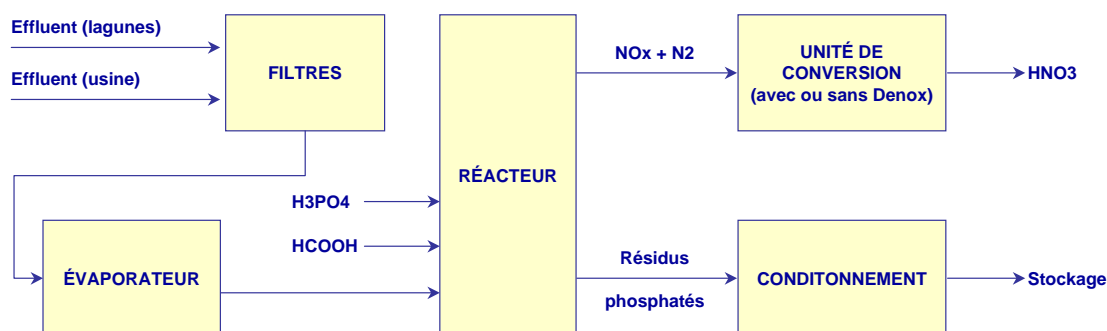 Effluent (lagunes)
Effluent (usine)
FILTRES
NOx + N2
UNITÉ DE
CONVERSION
(avec ou sans Denox)
HNO3
RÉACTEUR
H3PO4
HCOOH
ÉVAPORATEUR
Résidus
phosphatés
CONDITONNEMENT
Stockage